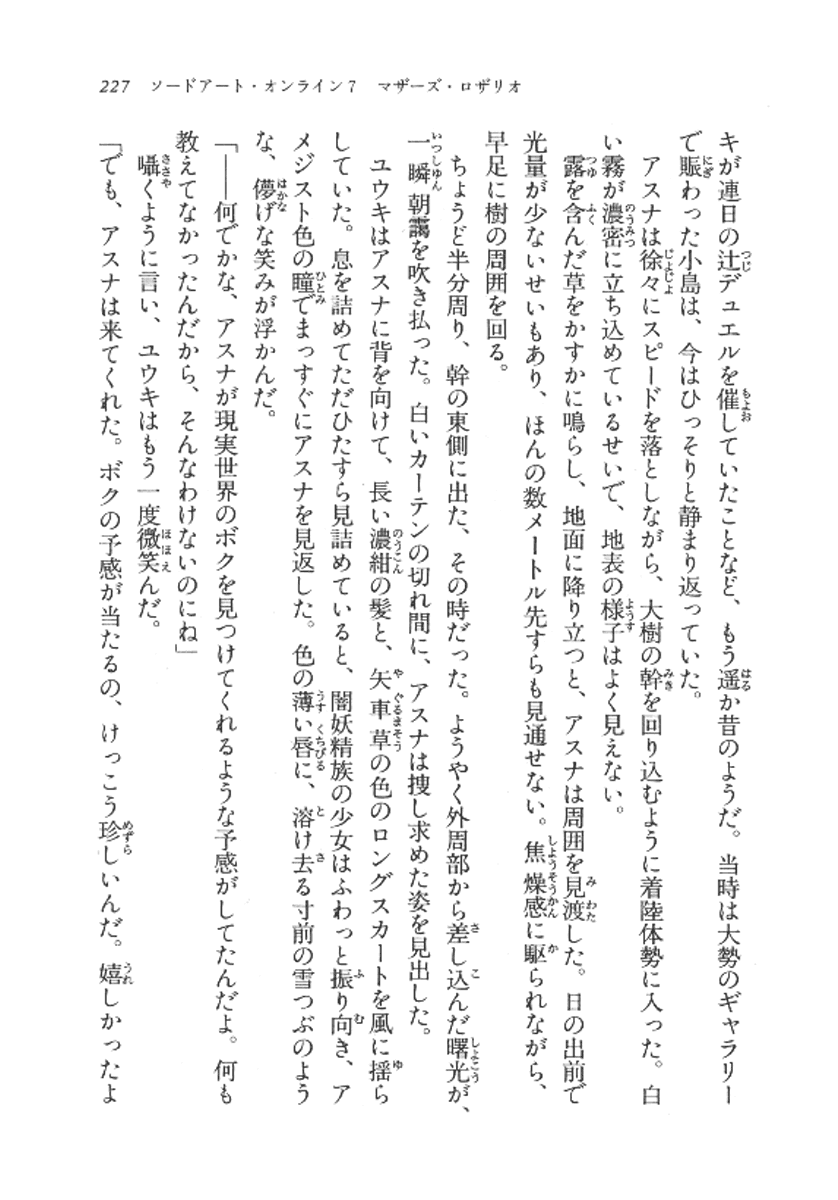 227　ソードアート・オンライン7　マザーズ・ロザリオ
キが連日の辻デュエルを催していたことなど、もう遥か昔のようだ。当時は大勢のギャラリー
で賑わった小島は、今はひっそりと静まり返っていた。
アスナは徐々にスピードを落としながら、大樹の幹を回り込むように着陸体勢に入った。白
い霧が濃密に立ち込めているせいで、地表の様子はよく見えない。
露を含んだ草をかすかに鳴らし、地面に降り立つと、アスナは周囲を見渡した。日の出前で
光量が少ないせいもあり、ほんの数メートル先すらも見通せない。焦燥感に駆られながら、
早足に樹の周囲を回る。
ちょうど半分周り、幹の東側に出た、その時だった。ようやく外周部から差し込んだ曙光が、
一瞬朝靄を吹き払った。白いカーテンの切れ間に、アスナは捜し求めた姿を見出した。
ユウキはアスナに背を向けて、長い濃紺の髪と、矢車草の色のロングスカートを風に揺ら
していた。息を詰めてただひたすら見詰めていると、闇妖精族の少女はふわっと振り向き、ア
メジスト色の瞳でまっすぐにアスナを見返した。色の薄い唇に、溶け去る寸前の雪つぶのよう
な、儚げな笑みが浮かんだ。
「――何でかな、アスナが現実世界のボクを見つけてくれるような予感がしてたんだよ。何も
教えてなかったんだから、そんなわけないのにね」
囁くように言い、ユウキはもう一度微笑んだ。
「でも、アスナは来てくれた。ボクの予感が当たるの、けっこう珍しいんだ。嬉しかったよ